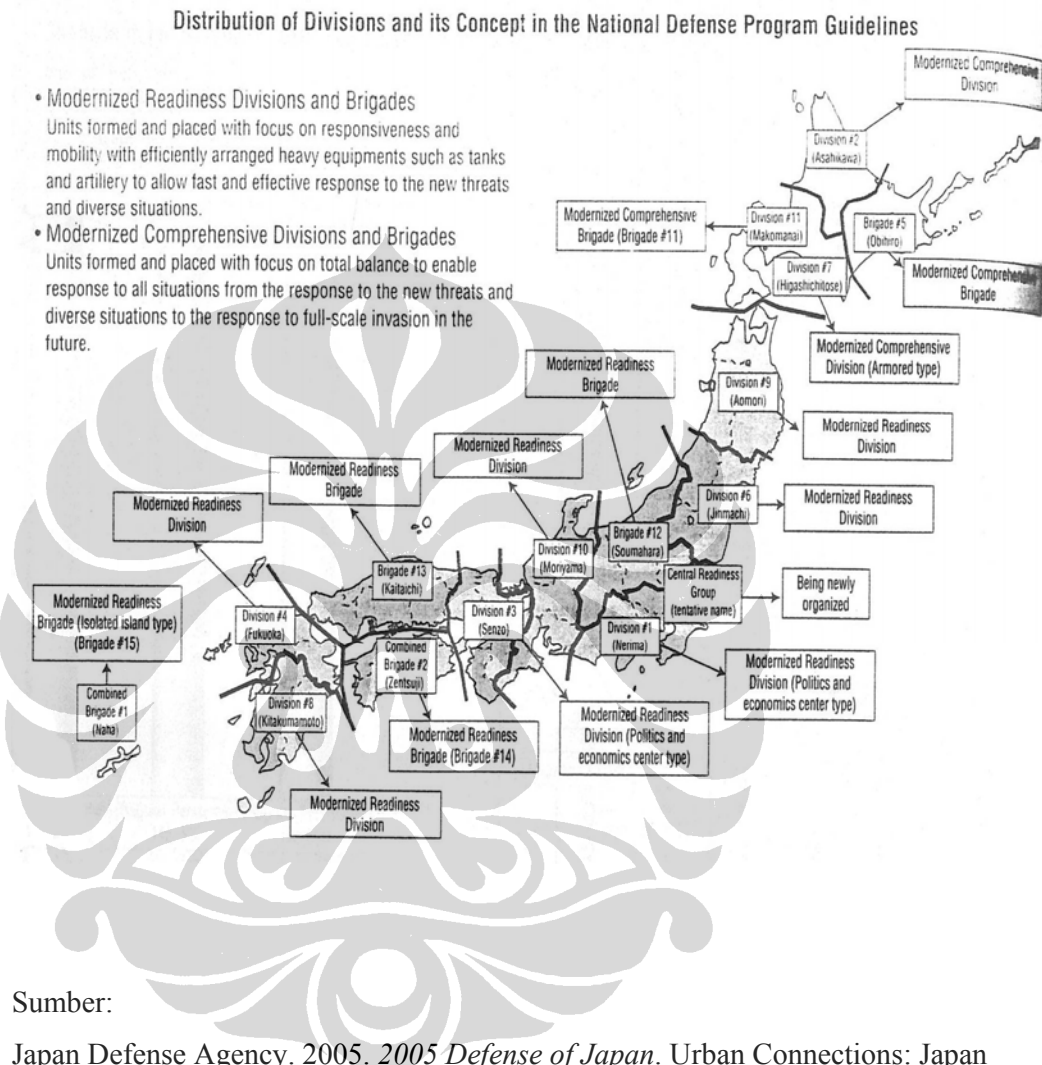 Distribution of Divisions and its Concept in the National Defense Program Guidelines
• Modernized Readiness Divisions and Brigades
Units formed and placed with focus on responsiveness and
mobility with efficiently arranged heavy equipments such as tanks
and artillery to allow fast and effective response to the new threats
and diverse situations.
• Modernized Comprehensive Divisions and Brigades
Units formed and placed with focus on total balance to enable
response to all situations from the response to the new threats and
diverse situations to the response to full-scale invasion in the
future.
Modernized Comprehensive
Division
Division #2
(Asahikawa)
Modernized Comprehensive
Brigade (Brigade #11)
Division #11
(Makomanai)
Brigade #5
(Obihiro)
Division #7
(Higashichitose)
Modernized Comprehensive
Brigade
Modernized Comprehensive
Division (Armored type)
Modernized Readiness
Brigade
Division #9
(Aomori)
Modernized Readiness
Division
Modernized Readiness
Division
Modernized Readiness
Brigade
Division #6
(Jinmachi)
Modernized Readiness
Division
Modernized Readiness
Division
Brigade #12
(Soumahara)
Division #10
(Moriyama)
Brigade #13
(Kaitaichi)
Central Readiness
Group
(tentative name)
Being newly
organized
Modernized Readiness
Brigade (Isolated island type)
(Brigade #15)
Division #4
(Fukuoka)
Division #3
(Senzo)
Division #1
(Nerima)
Combined
Brigade #2
(Zentsuji)
Combined
Brigade #1
(Naha)
Division #8
(Kitakumamoto)
Modernized Readiness
Division (Politics and
economics center type)
Modernized Readiness
Brigade (Brigade #14)
Modernized Readiness
Division (Politics and
economics center type)
Modernized Readiness
Division
Sumber:
Japan Defense Agency. 2005. 2005 Defense of Japan. Urban Connections: Japan